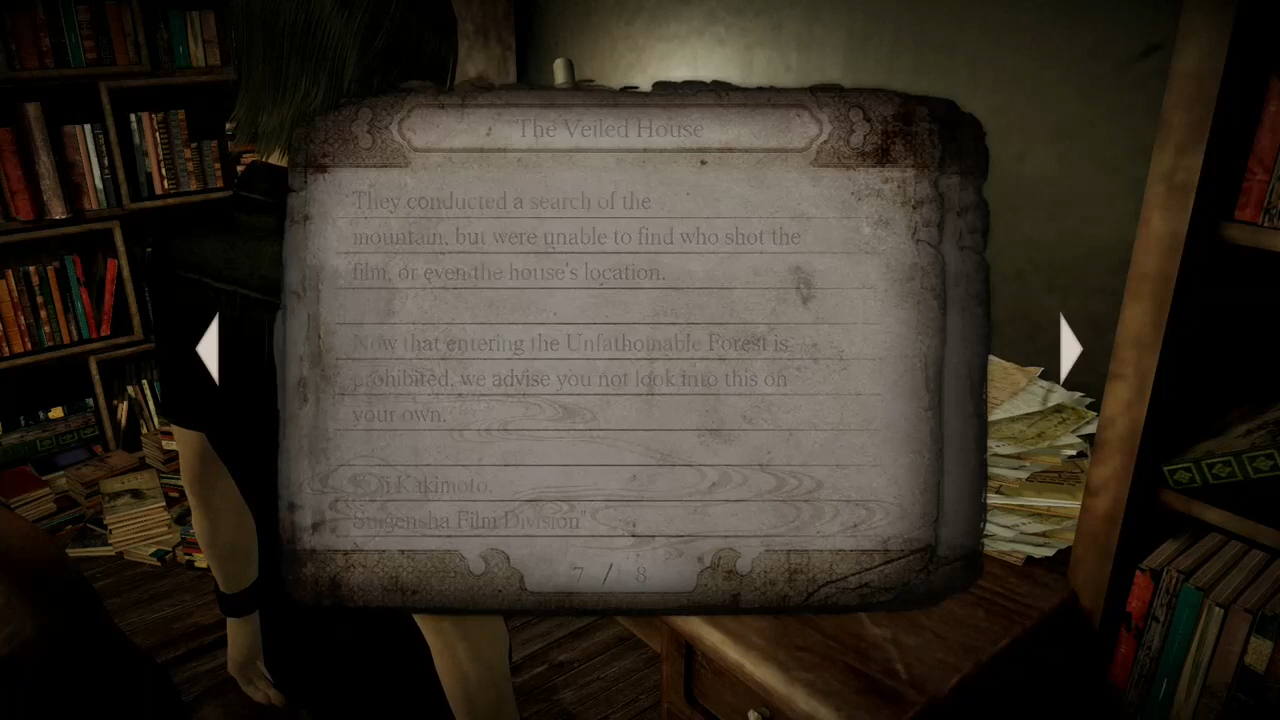 The Veiled House
They conducted a search of the
mountain, but were unable to find who shot the
film, or even the house's location.
Now that entering the Unfathomable Forest is
prohibited, we advise you not look into this on
your own.
Koji Kakimoto,
Suigensha Film Division"
7 / 8